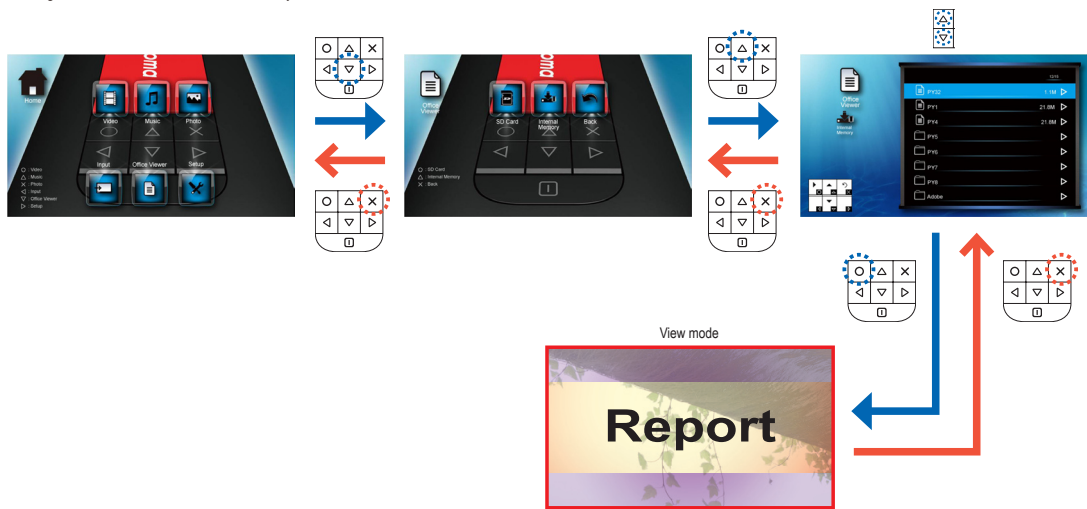 oma
Home
Video
Music
Photo
Input
Office Viewer
Setup
: Video
: Music
: Photo
: Input
: Office Viewer
: Setup
oma
Office
Viewer
SD Card
Internal
Memory
Back
: SD Card
: Internal Memory
: Back
Office
Viewer
Internal
Memory
PY32 1.1M
PY1 21.8M
PY4 21.8M
PY5
PY6
PY7
PY8
Adobe
View mode
Report